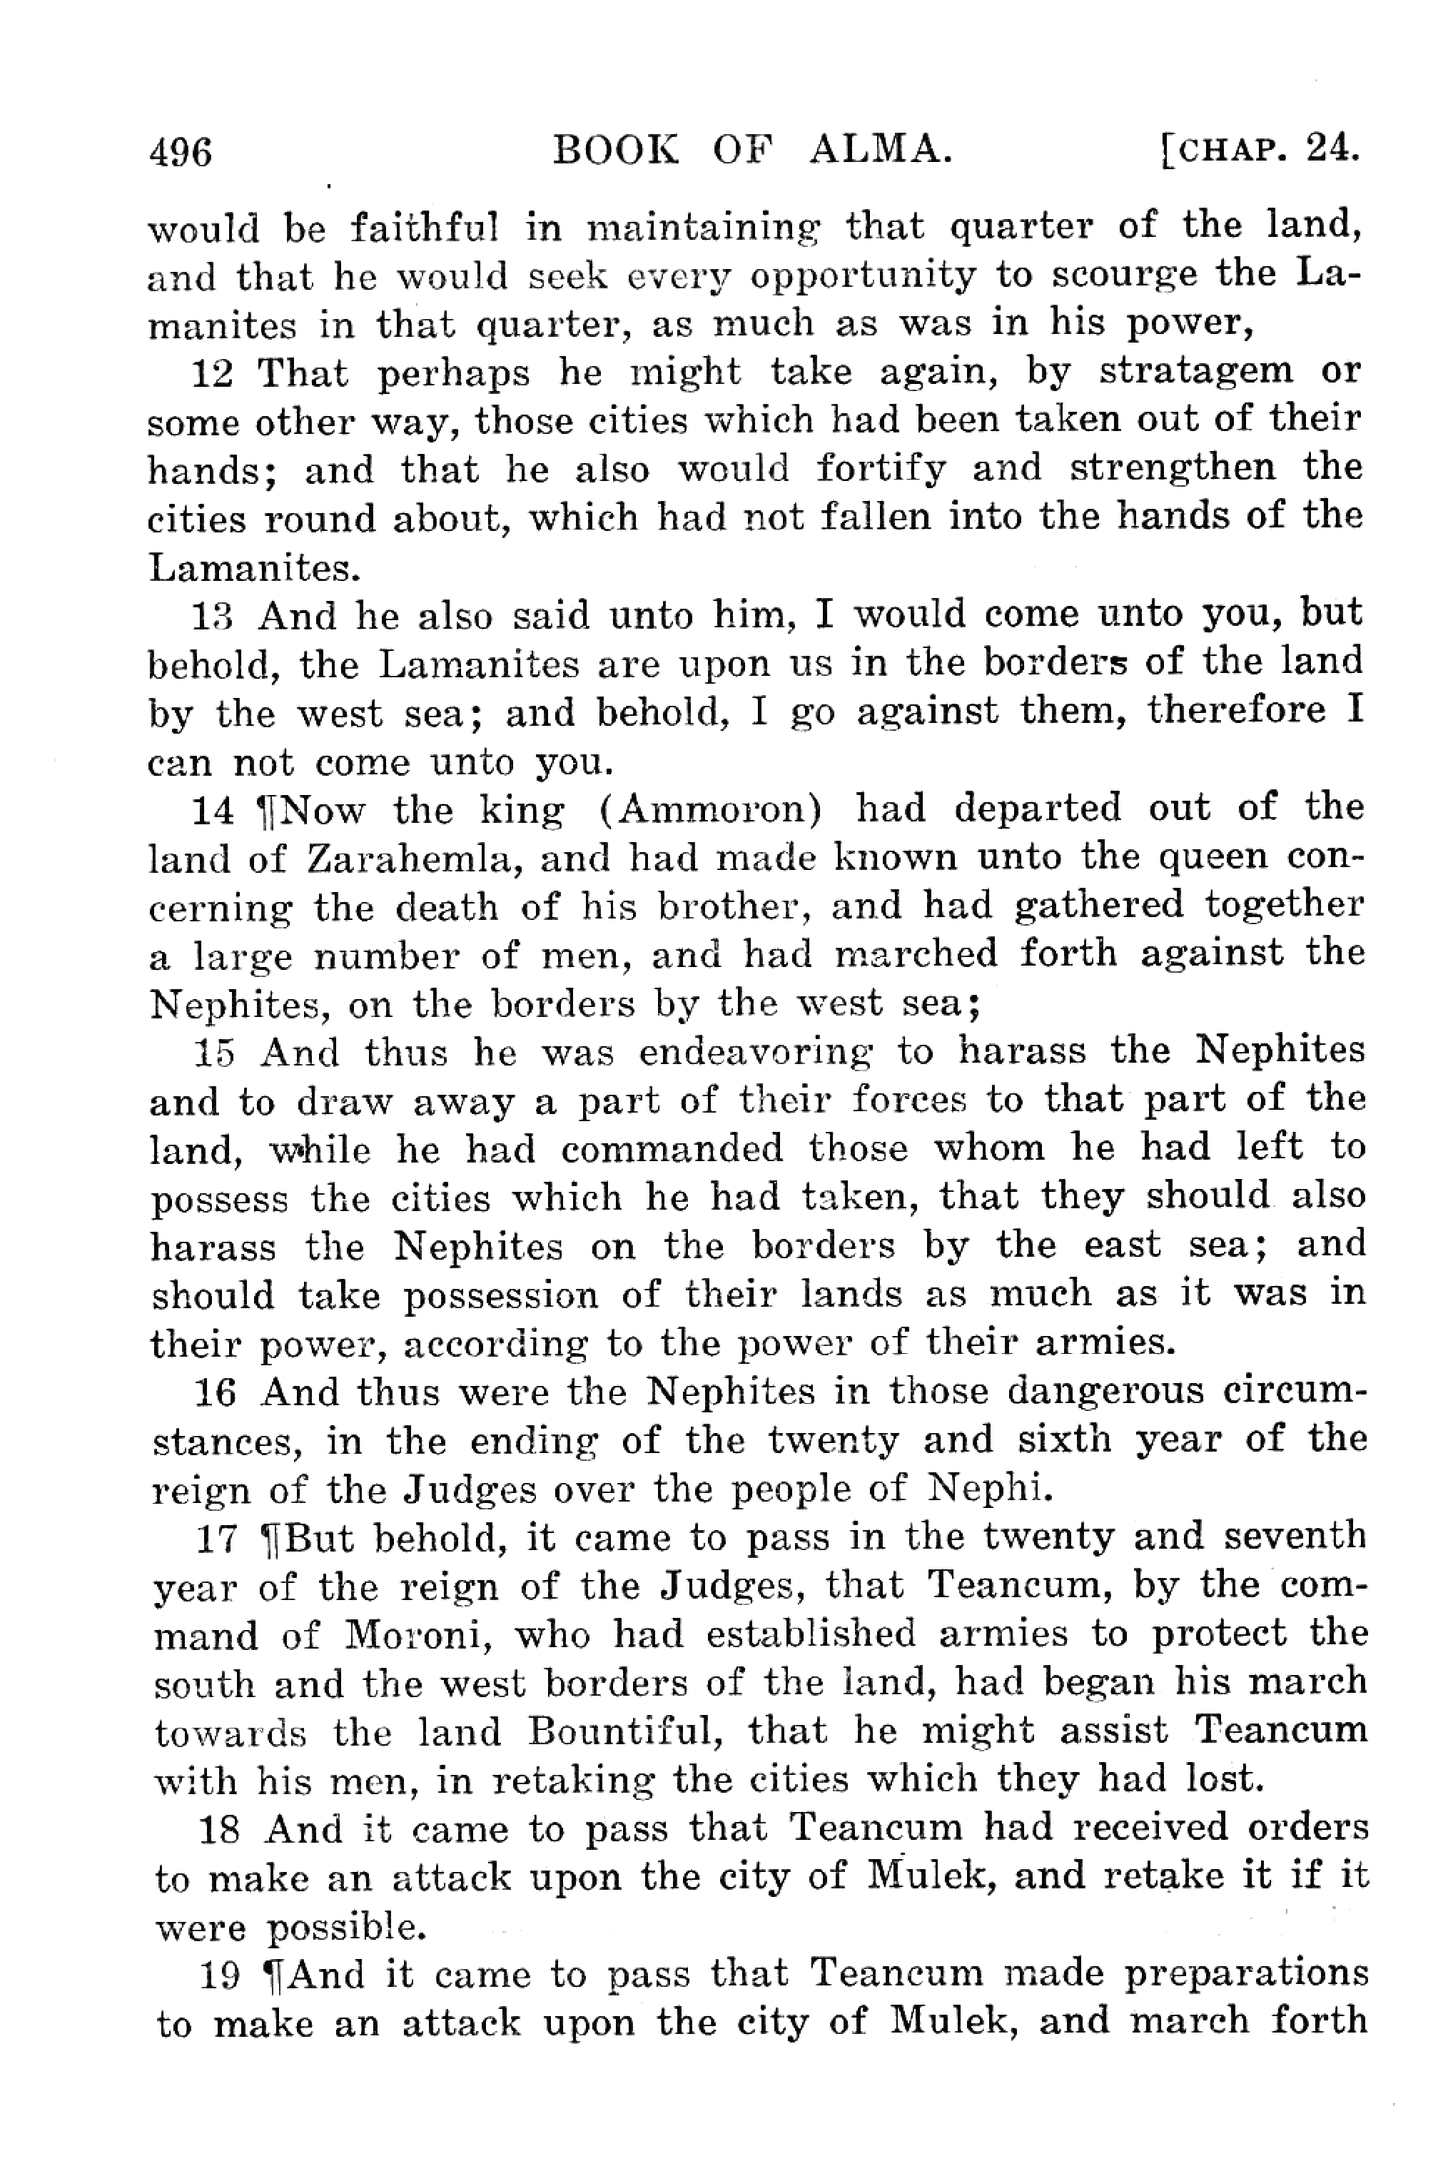 496 BOOK OF ALMA. [CHAP. 24.
would be faithful in maintaining that quarter of the land,
and that he would seek every opportunity to scourge the La-
manites in that quarter, as much as was in his power,
12 That perhaps he might take again, by stratagem or
some other way, those cities which had been taken out of their
hands; and that he also would fortify and strengthen the
cities round about, which had not fallen into the hands of the
Lamanites.
13 And he also said unto him, I would come unto you, but
behold, the Lamanites are upon us in the borders of the land
by the west sea; and behold, I go against them, therefore I
can not come unto you.
14 ¶Now the king (Ammoron) had departed out of the
land of Zarahemla, and had made known unto the queen con-
cerning the death of his brother, and had gathered together
a large number of men, and had marched forth against the
Nephites, on the borders by the west sea;
15 And thus he was endeavoring to harass the Nephites
and to draw away a part of their forces to that part of the
land, while he had commanded those whom he had left to
possess the cities which he had taken, that they should also
harass the Nephites on the borders by the east sea; and
should take possession of their lands as much as it was in
their power, according to the power of their armies.
16 And thus were the Nephites in those dangerous circum-
stances, in the ending of the twenty and sixth year of the
reign of the Judges over the people of Nephi.
17 ¶But behold, it came to pass in the twenty and seventh
year of the reign of the Judges, that Teancum, by the com-
mand of Moroni, who had established armies to protect the
south and the west borders of the land, had began his march
towards the land Bountiful, that he might assist Teancum
with his men, in retaking the cities which they had lost.
18 And it came to pass that Teancum had received orders
to make an attack upon the city of Mulek, and retake it if it
were possible.
19 ¶And it came to pass that Teancum made preparations
to make an attack upon the city of Mulek, and march forth